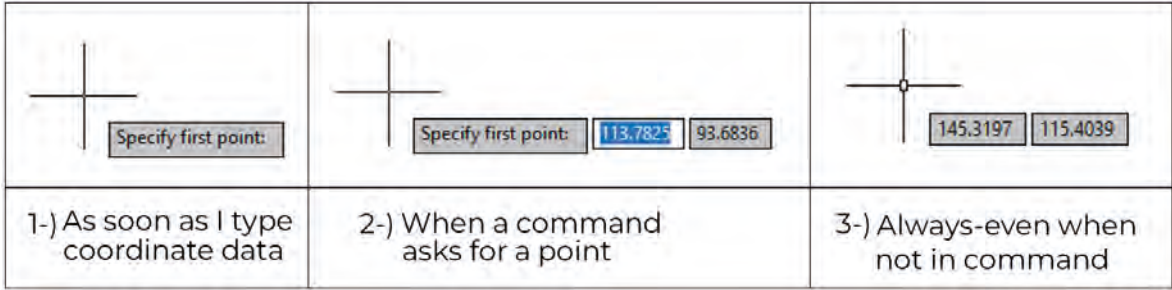 Specify first point:
Specify first point: 113.7825 93.6836
145.3197 115.4039
1-) As soon as I type
coordinate data
2-) When a command
asks for a point
3-) Always-even when
not in command